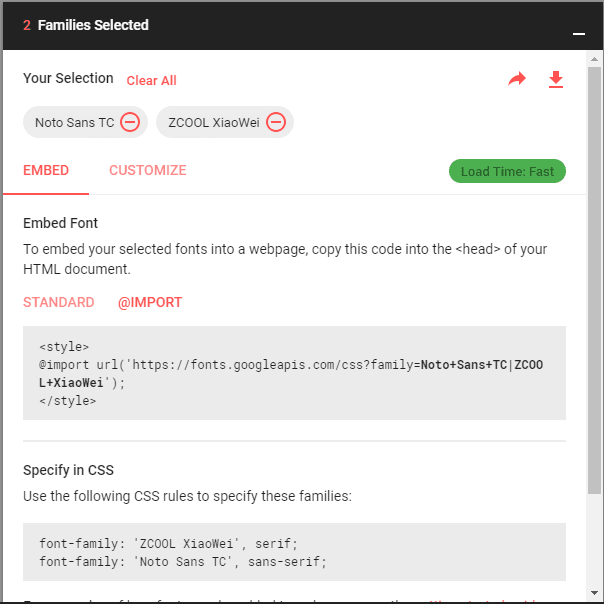 2 Families Selected
Your Selection Clear All
Noto Sans TC ZCOOL XiaoWei
EMBED CUSTOMIZE Load Time: Fast
Embed Font
To embed your selected fonts into a webpage, copy this code into the <head> of your
HTML document.
STANDARD @IMPORT
<style>
@import url('https://fonts.googleapis.com/css?family=Noto+Sans+TC|ZCOO
L+XiaoWei');
</style>
Specify in CSS
Use the following CSS rules to specify these families:
font-family: 'ZCOOL XiaoWei', serif;
font-family: 'Noto Sans TC', sans-serif;